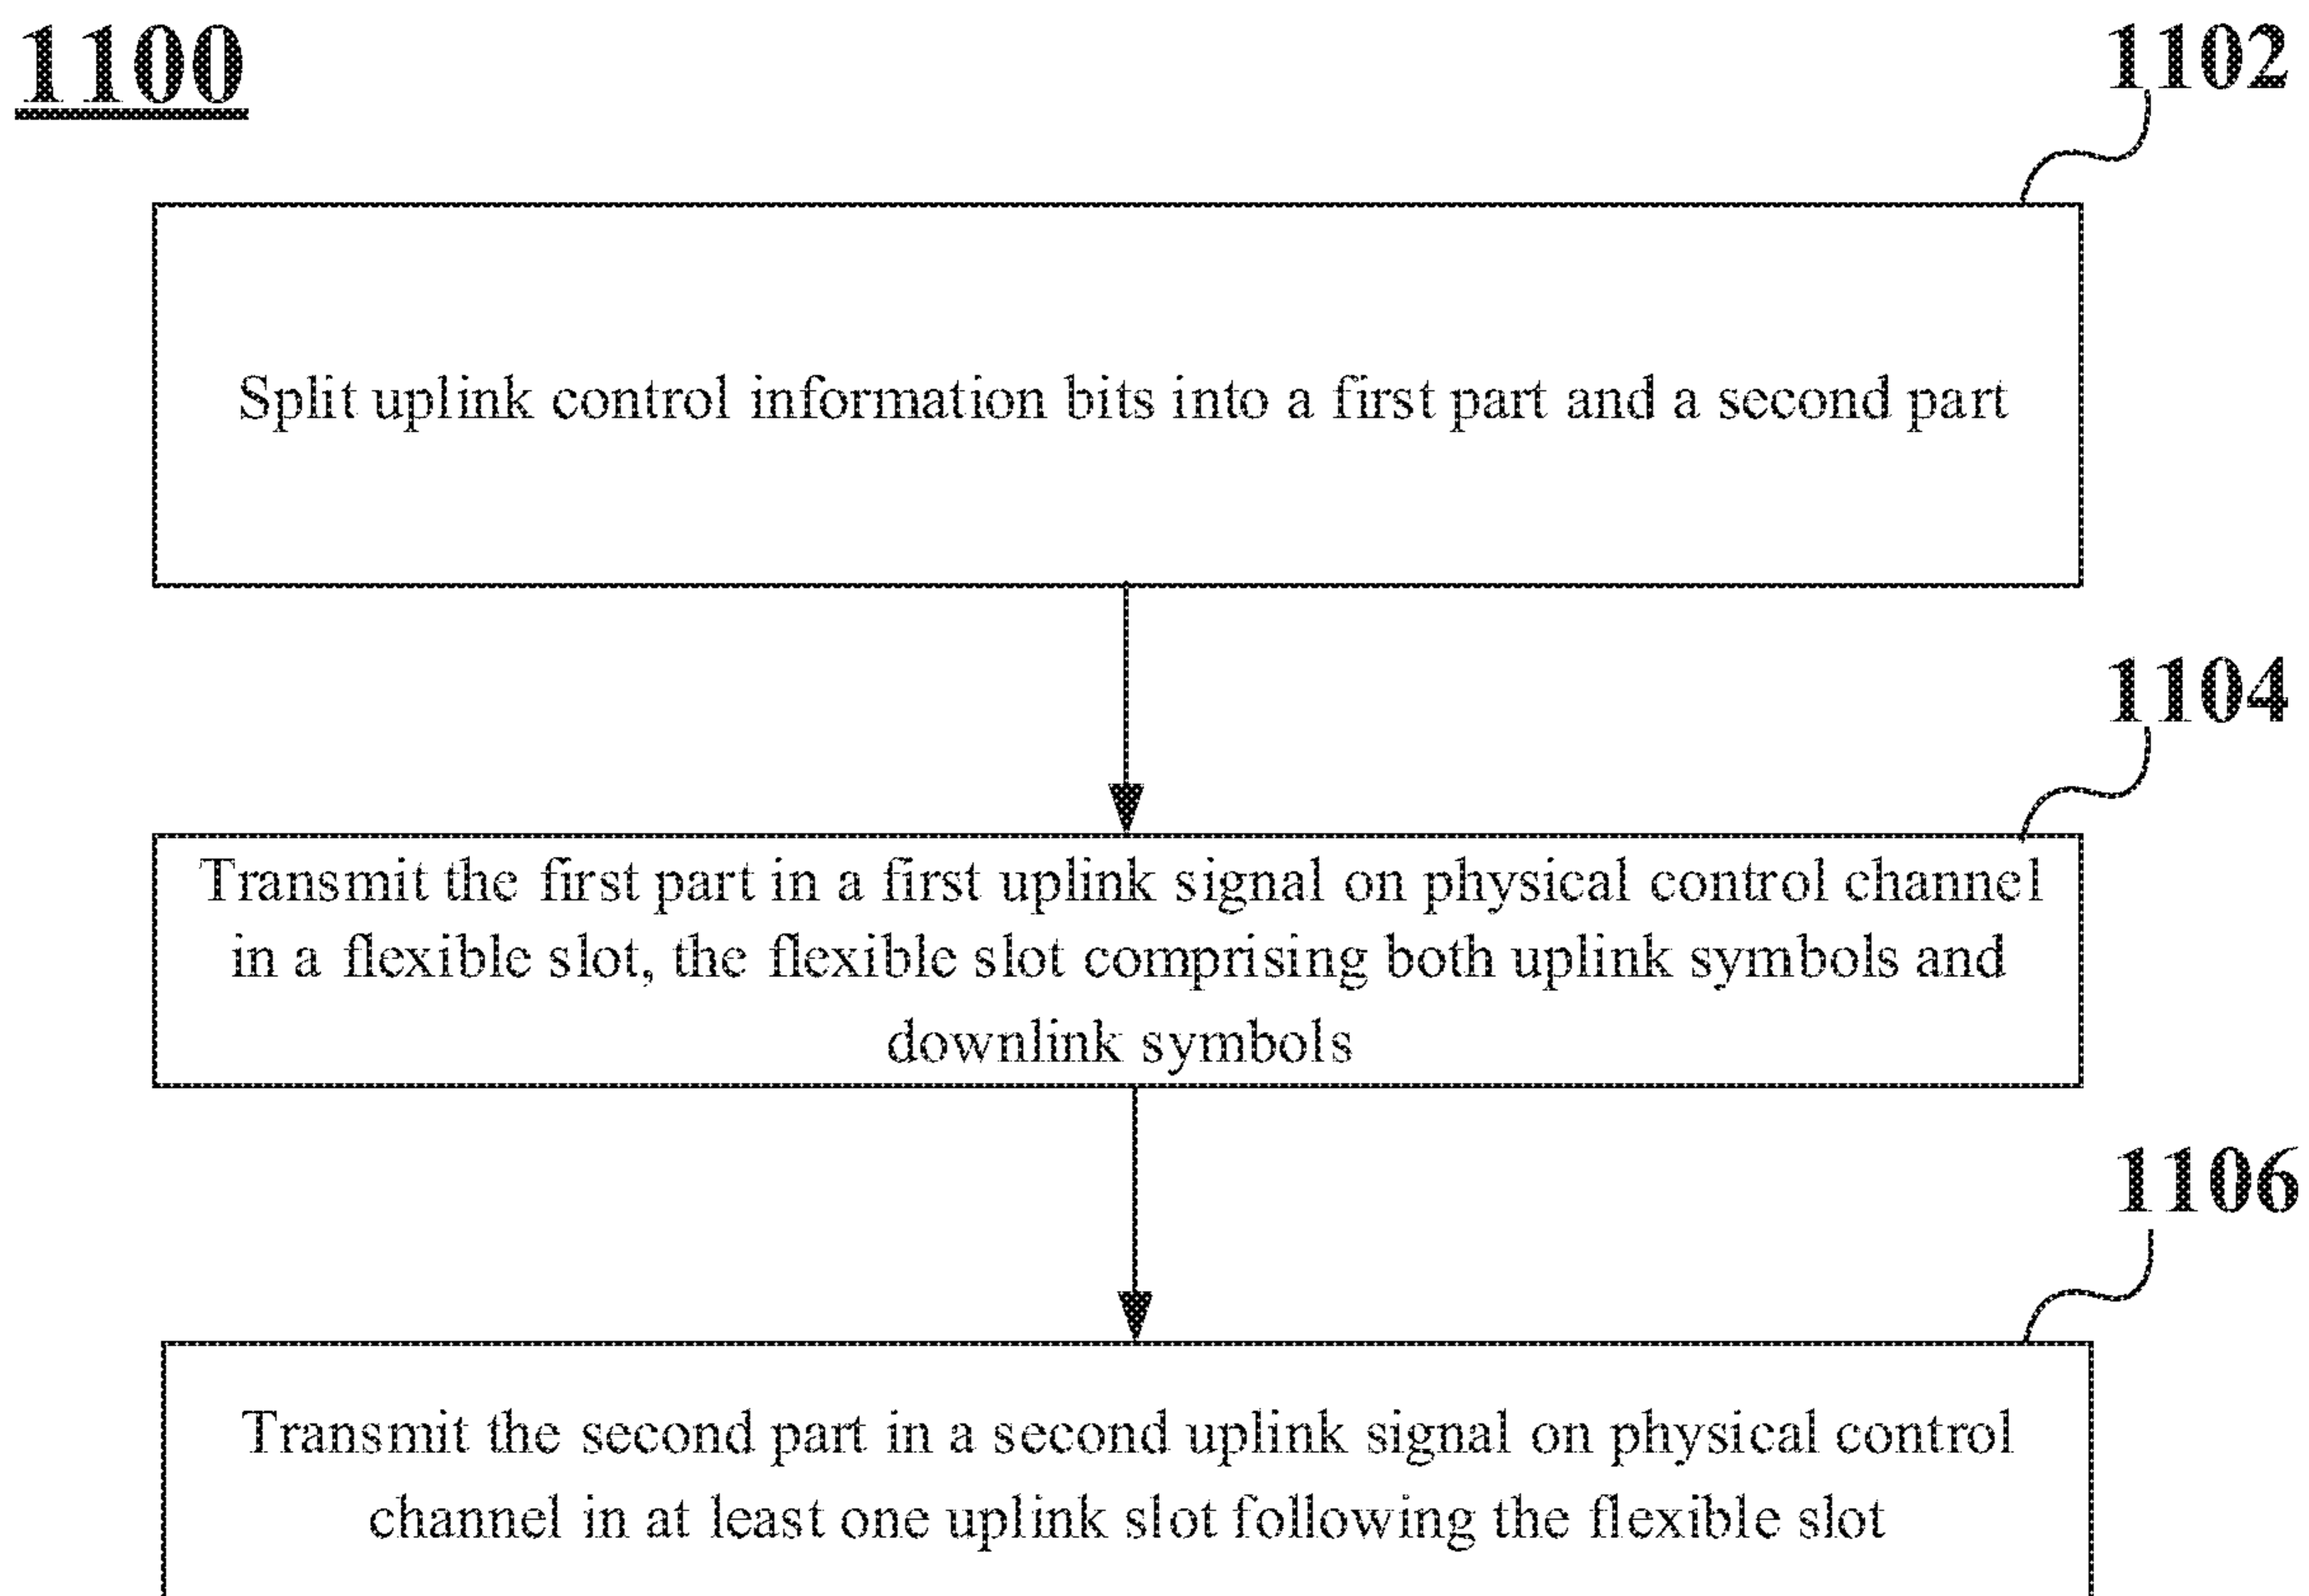 1100
1102
Split uplink control information bits into a first part and a second part
1104
Transmit the first part in a first uplink signal on physical control channel
in a flexible slot, the flexible slot comprising both uplink symbols and
downlink symbols
1106
Transmit the second part in a second uplink signal on physical control
channel in at least one uplink slot following the flexible slot